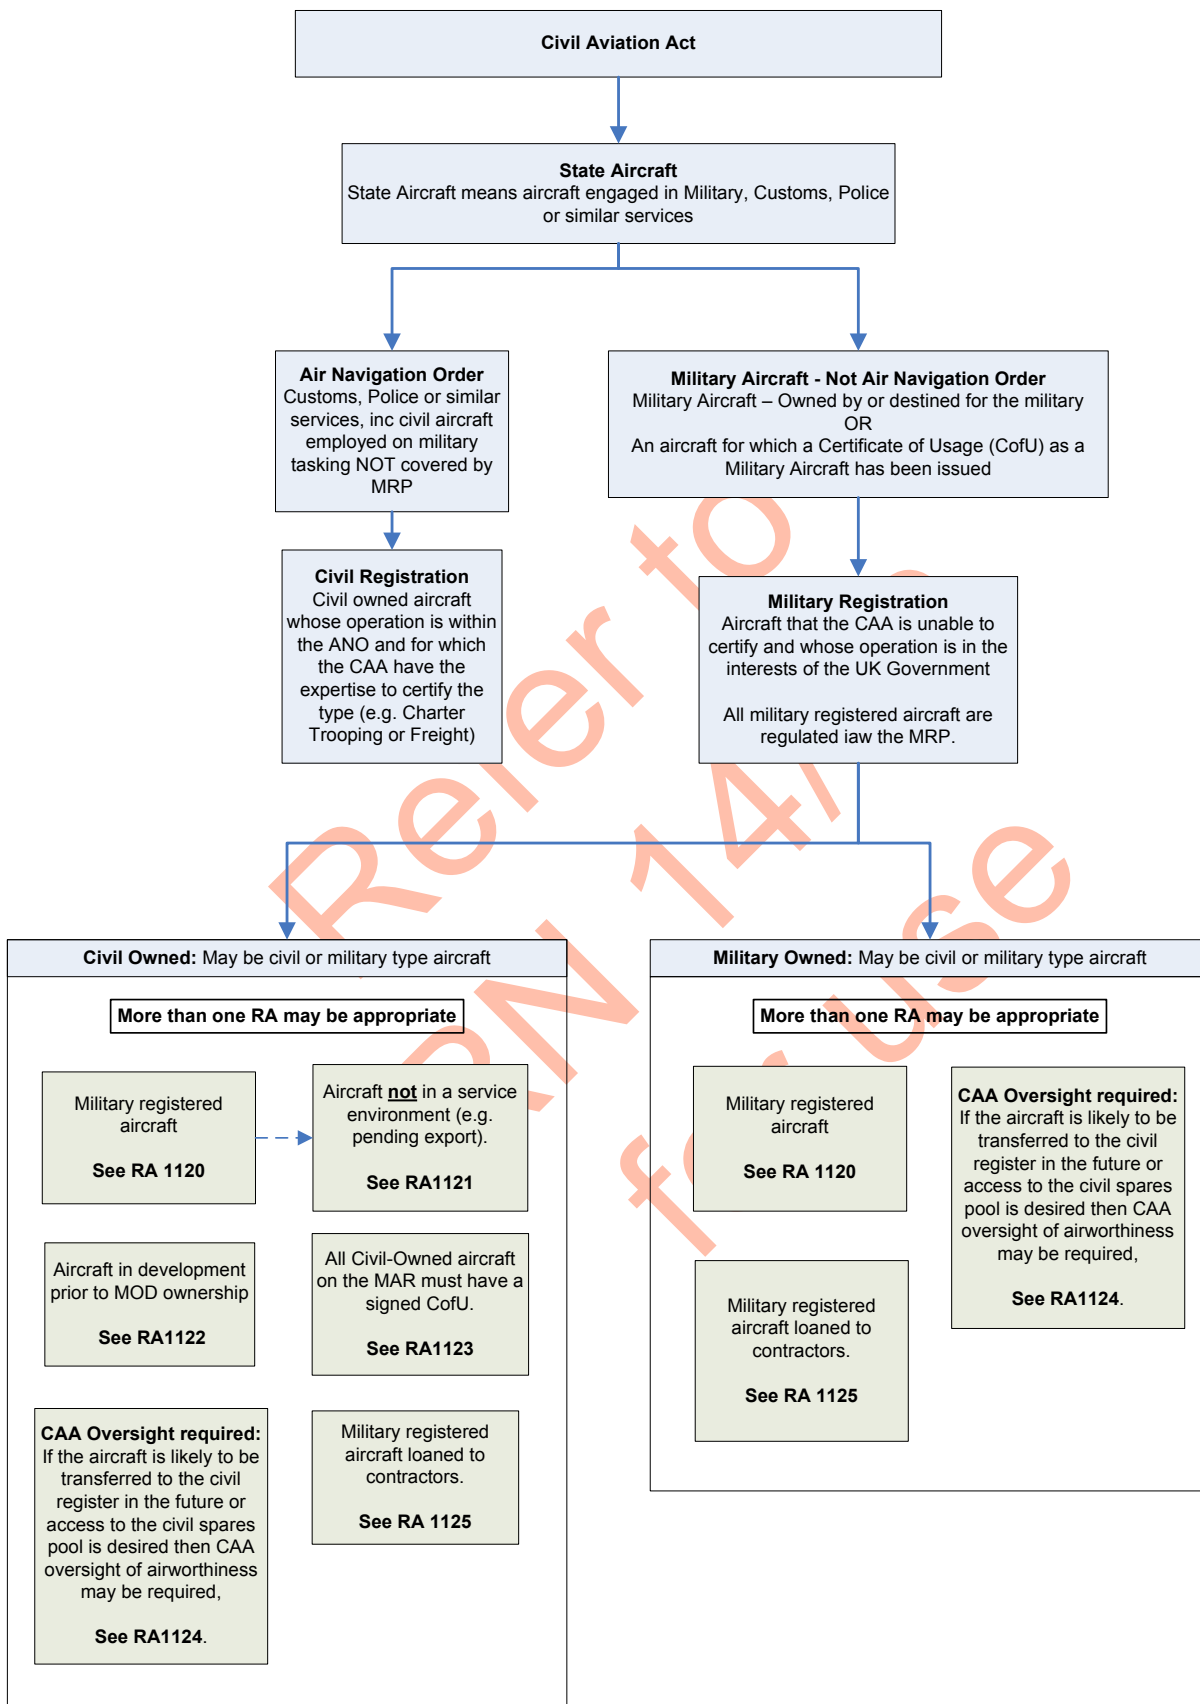 Civil Aviation Act
State Aircraft
State Aircraft means aircraft engaged in Military, Customs, Police
or similar services
Air Navigation Order
Customs, Police or similar
services, inc civil aircraft
employed on military
tasking NOT covered by
MRP
Military Aircraft - Not Air Navigation Order
Military Aircraft – Owned by or destined for the military
OR
An aircraft for which a Certificate of Usage (CofU) as a
Military Aircraft has been issued
Civil Registration
Civil owned aircraft
whose operation is within
the ANO and for which
the CAA have the
expertise to certify the
type (e.g. Charter
Trooping or Freight)
Military Registration
Aircraft that the CAA is unable to
certify and whose operation is in the
interests of the UK Government
All military registered aircraft are
regulated iaw the MRP.
Civil Owned: May be civil or military type aircraft
More than one RA may be appropriate
Military registered
aircraft
See RA 1120
Aircraft not in a service
environment (e.g.
pending export).
See RA1121
Aircraft in development
prior to MOD ownership
See RA1122
All Civil-Owned aircraft
on the MAR must have a
signed CofU.
See RA1123
CAA Oversight required:
If the aircraft is likely to be
transferred to the civil
register in the future or
access to the civil spares
pool is desired then CAA
oversight of airworthiness
may be required,
See RA1124.
Military registered
aircraft loaned to
contractors.
See RA 1125
Military Owned: May be civil or military type aircraft
More than one RA may be appropriate
Military registered
aircraft
See RA 1120
CAA Oversight required:
If the aircraft is likely to be
transferred to the civil
register in the future or
access to the civil spares
pool is desired then CAA
oversight of airworthiness
may be required,
See RA1124.
Military registered
aircraft loaned to
contractors.
See RA 1125
Refer to
14/
for use